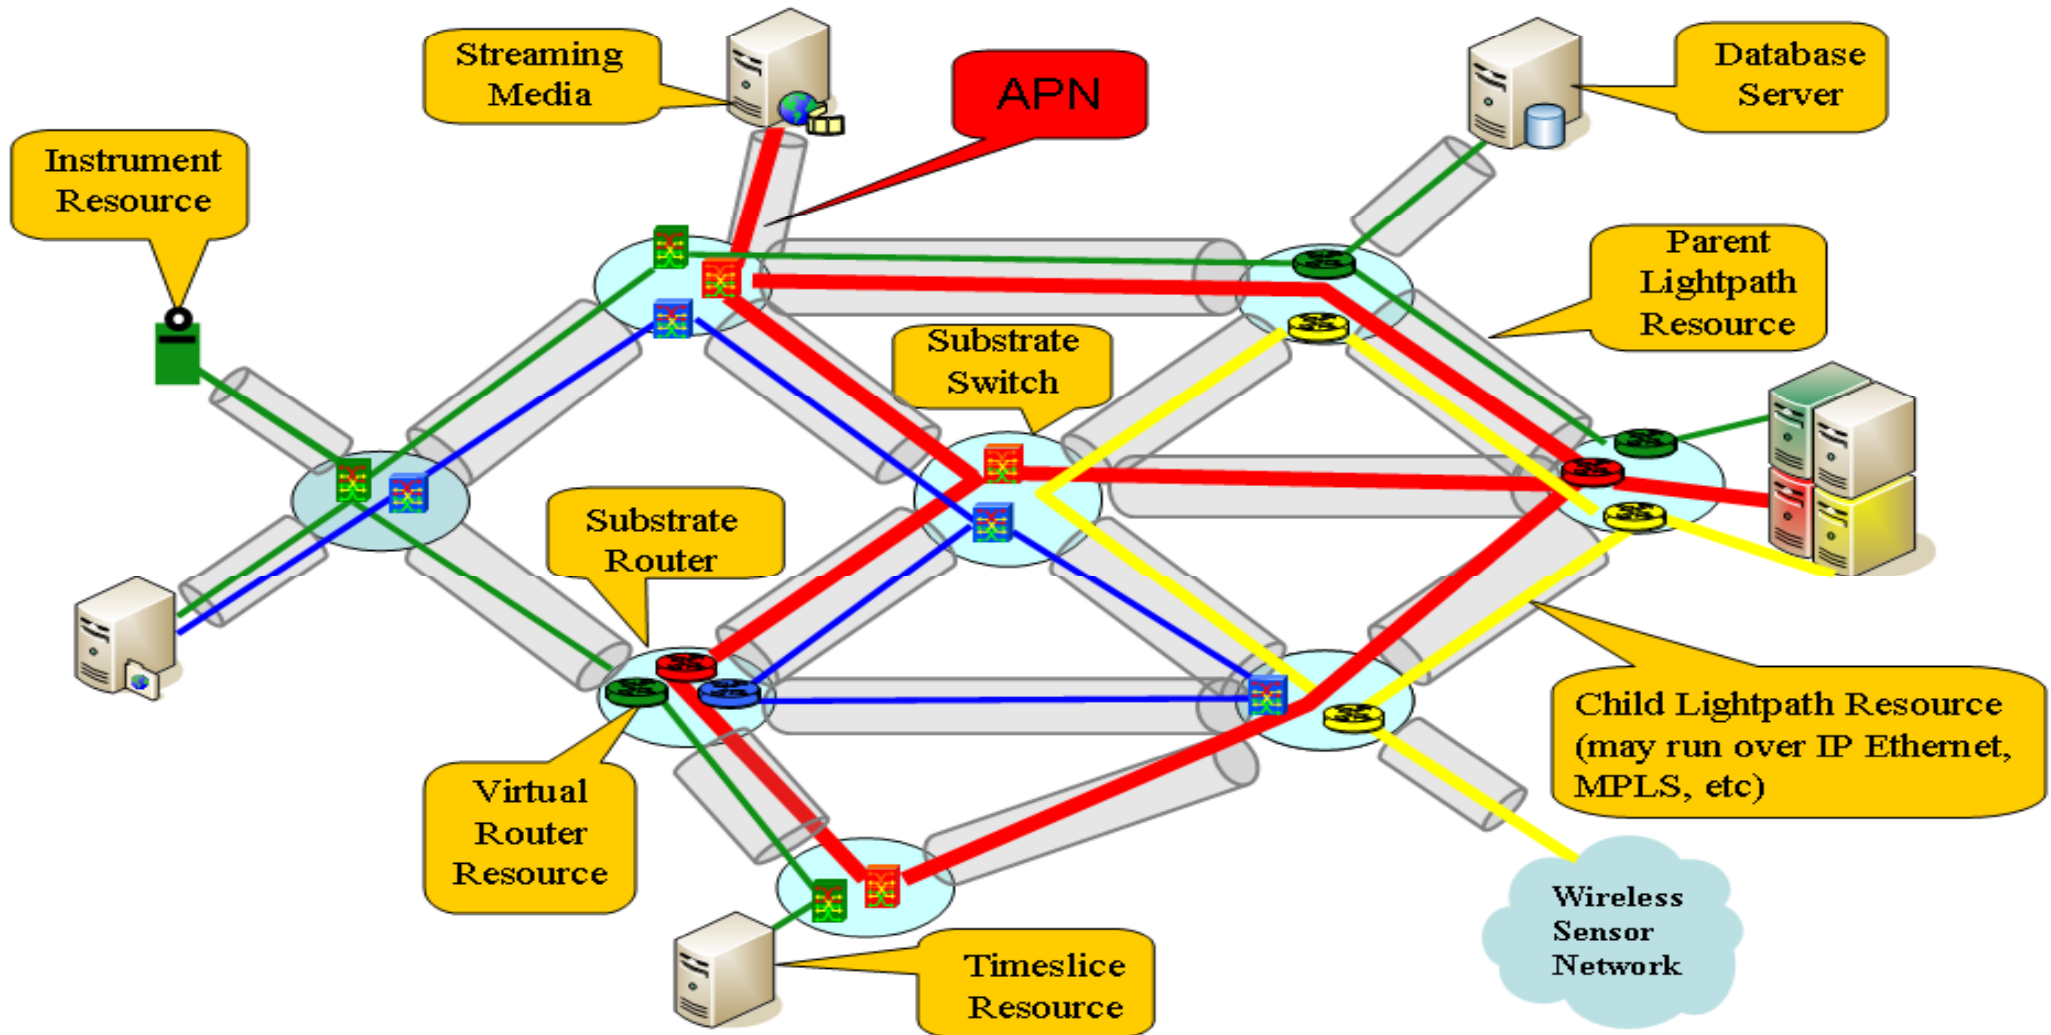 Streaming
Media
APN
Database
Server
Instrument
Resource
Parent
Lightpath
Resource
Substrate
Switch
Substrate
Router
Child Lightpath Resource
(may run over IP Ethernet,
MPLS, etc)
Virtual
Router
Resource
Wireless
Sensor
Network
Timeslice
Resource